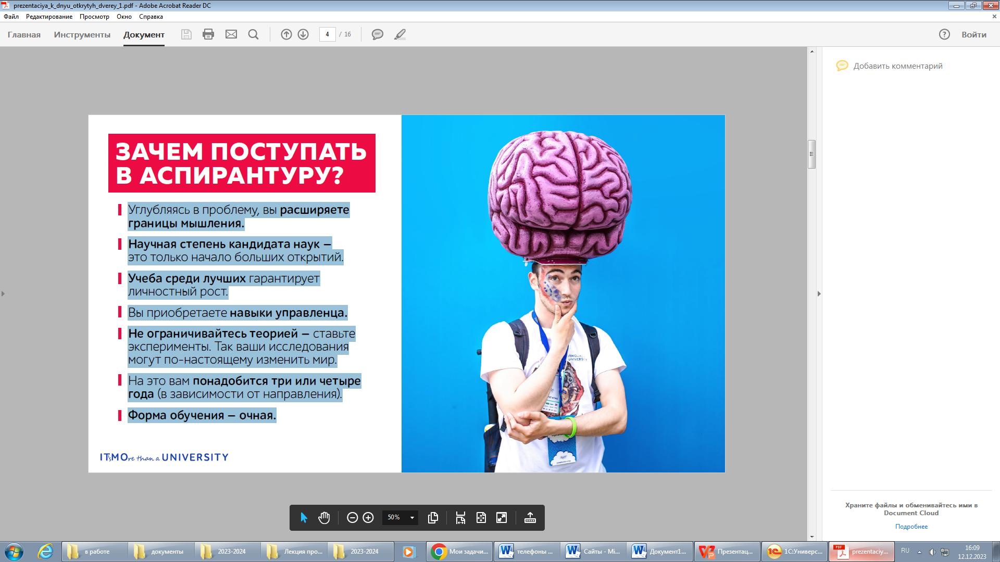 prezentaciya_k_dnyu_otkrytyh_dverey_1.pdf - Adobe Acrobat Reader DC
Файл Редактирование Просмотр Окно Справка
Главная Инструменты Документ 4 / 16 Войти
Добавить комментарий
ЗАЧЕМ ПОСТУПАТЬ
В АСПИРАНТУРУ?
Углубляясь в проблему, вы расширяете
границы мышления.
Научная степень кандидата наук –
это только начало больших открытий.
Учеба среди лучших гарантирует
личностный рост.
Вы приобретаете навыки управленца.
Не ограничивайтесь теорией – ставьте
эксперименты. Так ваши исследования
могут по-настоящему изменить мир.
На это вам понадобится три или четыре
года (в зависимости от направления).
Форма обучения – очная.
ITsMOre than a UNIVERSITY
ITMO
UNIVERSITY
50%
Храните файлы и обменивайтесь ими в
Document Cloud
Подробнее
в работе документы 2023-2024 Лекция про... 2023-2024 Мои задачи... телефоны ... Сайты - Mi... Документ1... Презентац... 1С:Универс... prezentaciy... RU 16:09
12.12.2023